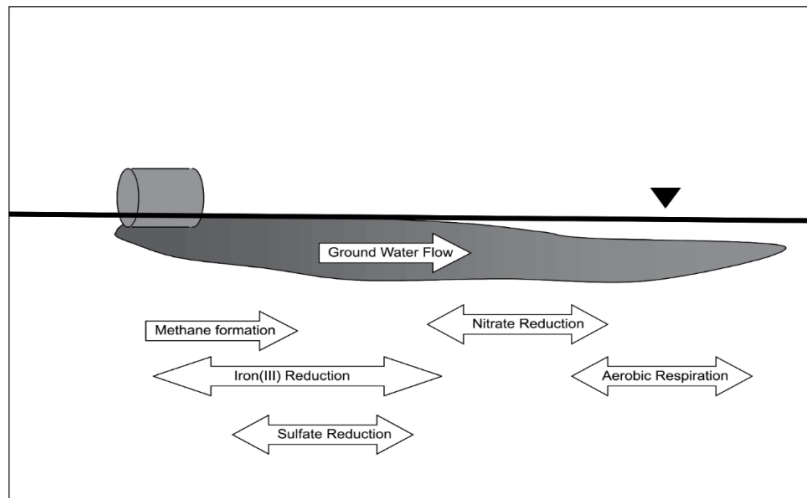 Ground Water Flow
Methane formation
Nitrate Reduction
Iron(III) Reduction
Aerobic Respiration
Sulfate Reduction